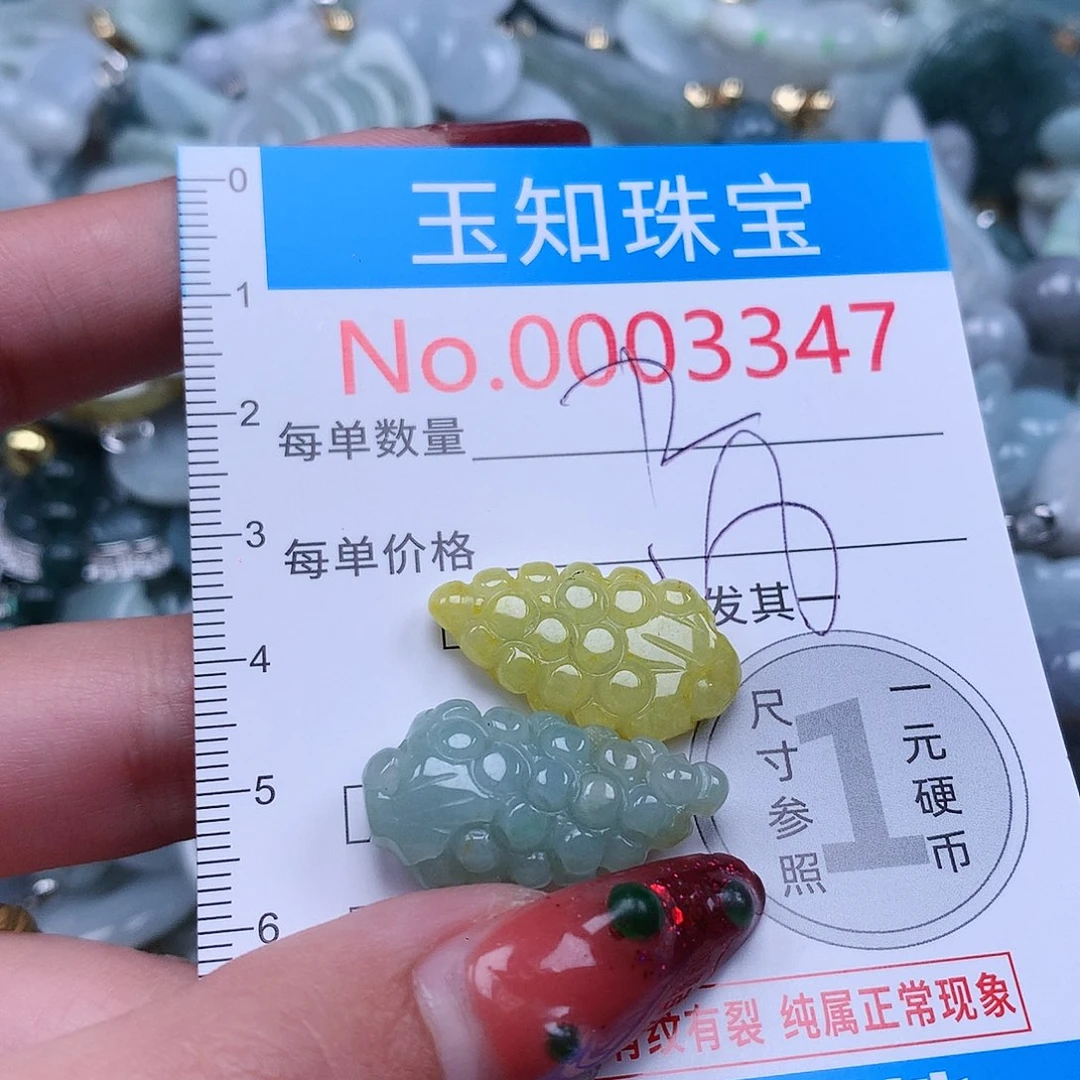 玉知珠宝
No.0003347
每单数量
每单价格
发其一
尺寸参照
1
一元硬币
有纹有裂 纯属正常现象
0
1
2
3
4
5
6